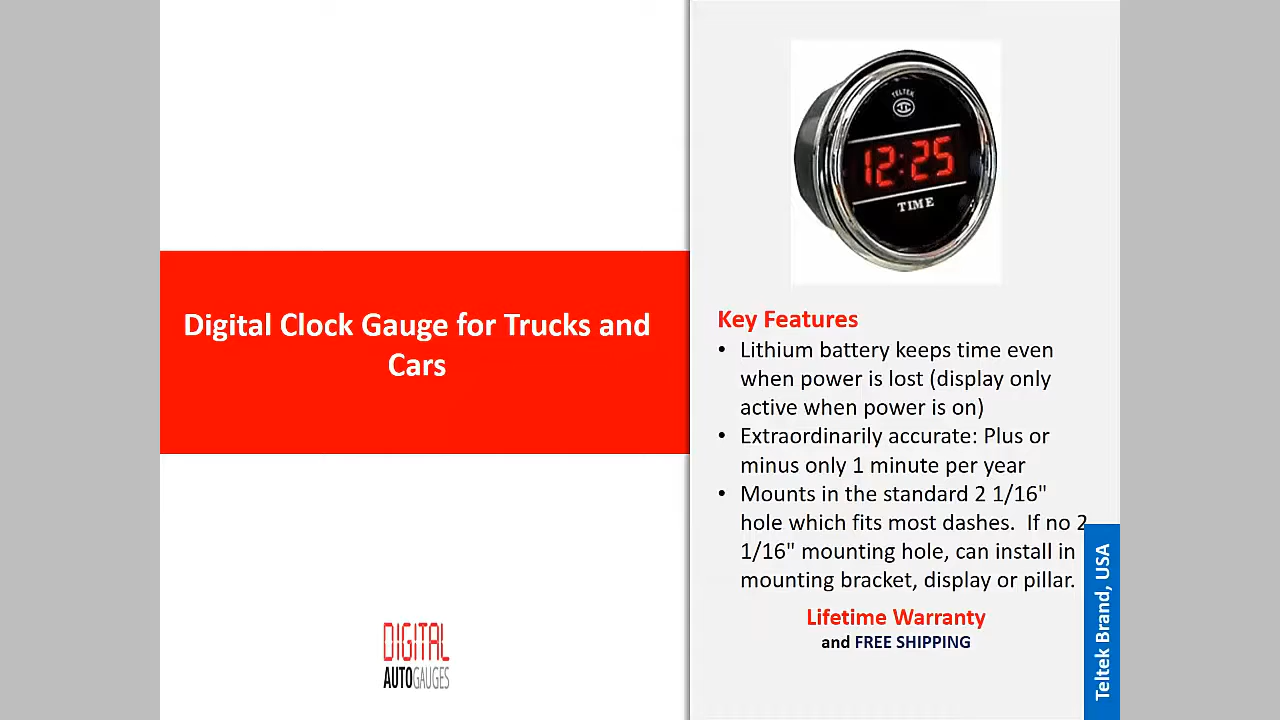 Digital Clock Gauge for Trucks and
Cars
DIGITAL
AUTOGAUGES
TELTEK
12:25
TIME
Key Features
• Lithium battery keeps time even
when power is lost (display only
active when power is on)
• Extraordinarily accurate: Plus or
minus only 1 minute per year
• Mounts in the standard 2 1/16"
hole which fits most dashes.  If no 2
1/16" mounting hole, can install in
mounting bracket, display or pillar.
Lifetime Warranty
and FREE SHIPPING
Teltek Brand, USA